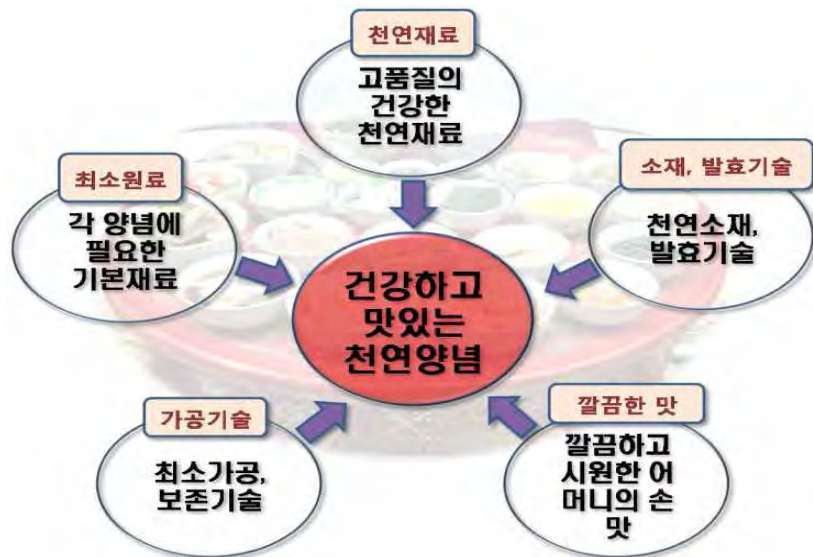 천연재료
고품질의
건강한
천연재료
최소원료
각 양념에
필요한
기본재료
소재, 발효기술
천연소재,
발효기술
건강하고
맛있는
천연양념
가공기술
최소가공,
보존기술
깔끔한 맛
깔끔하고
시원한 어
머니의 손
맛